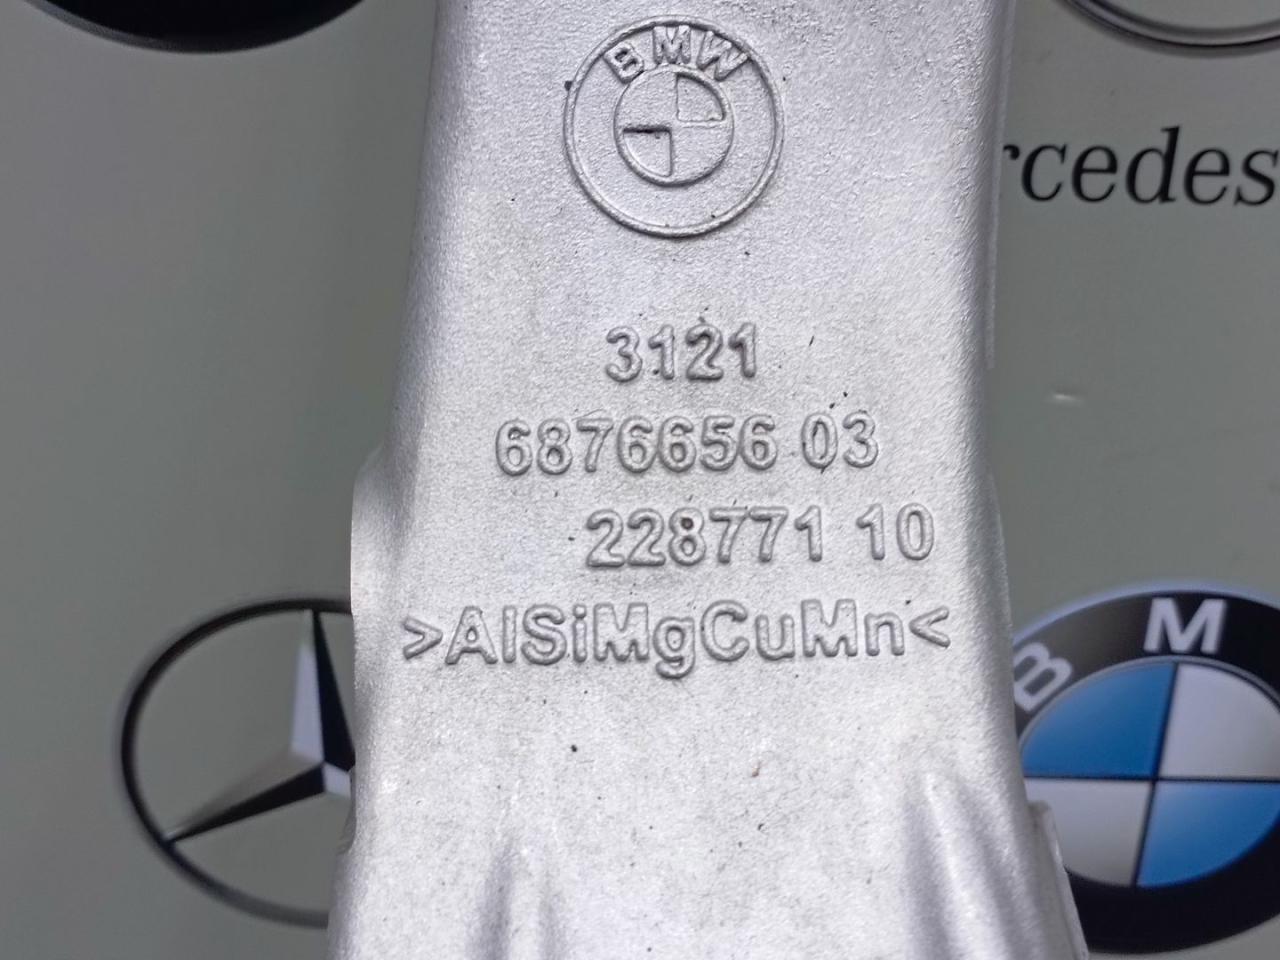 BMW
rcedes
3121
6876656 03
228771 10
>AlSiMgCuMn<
B M